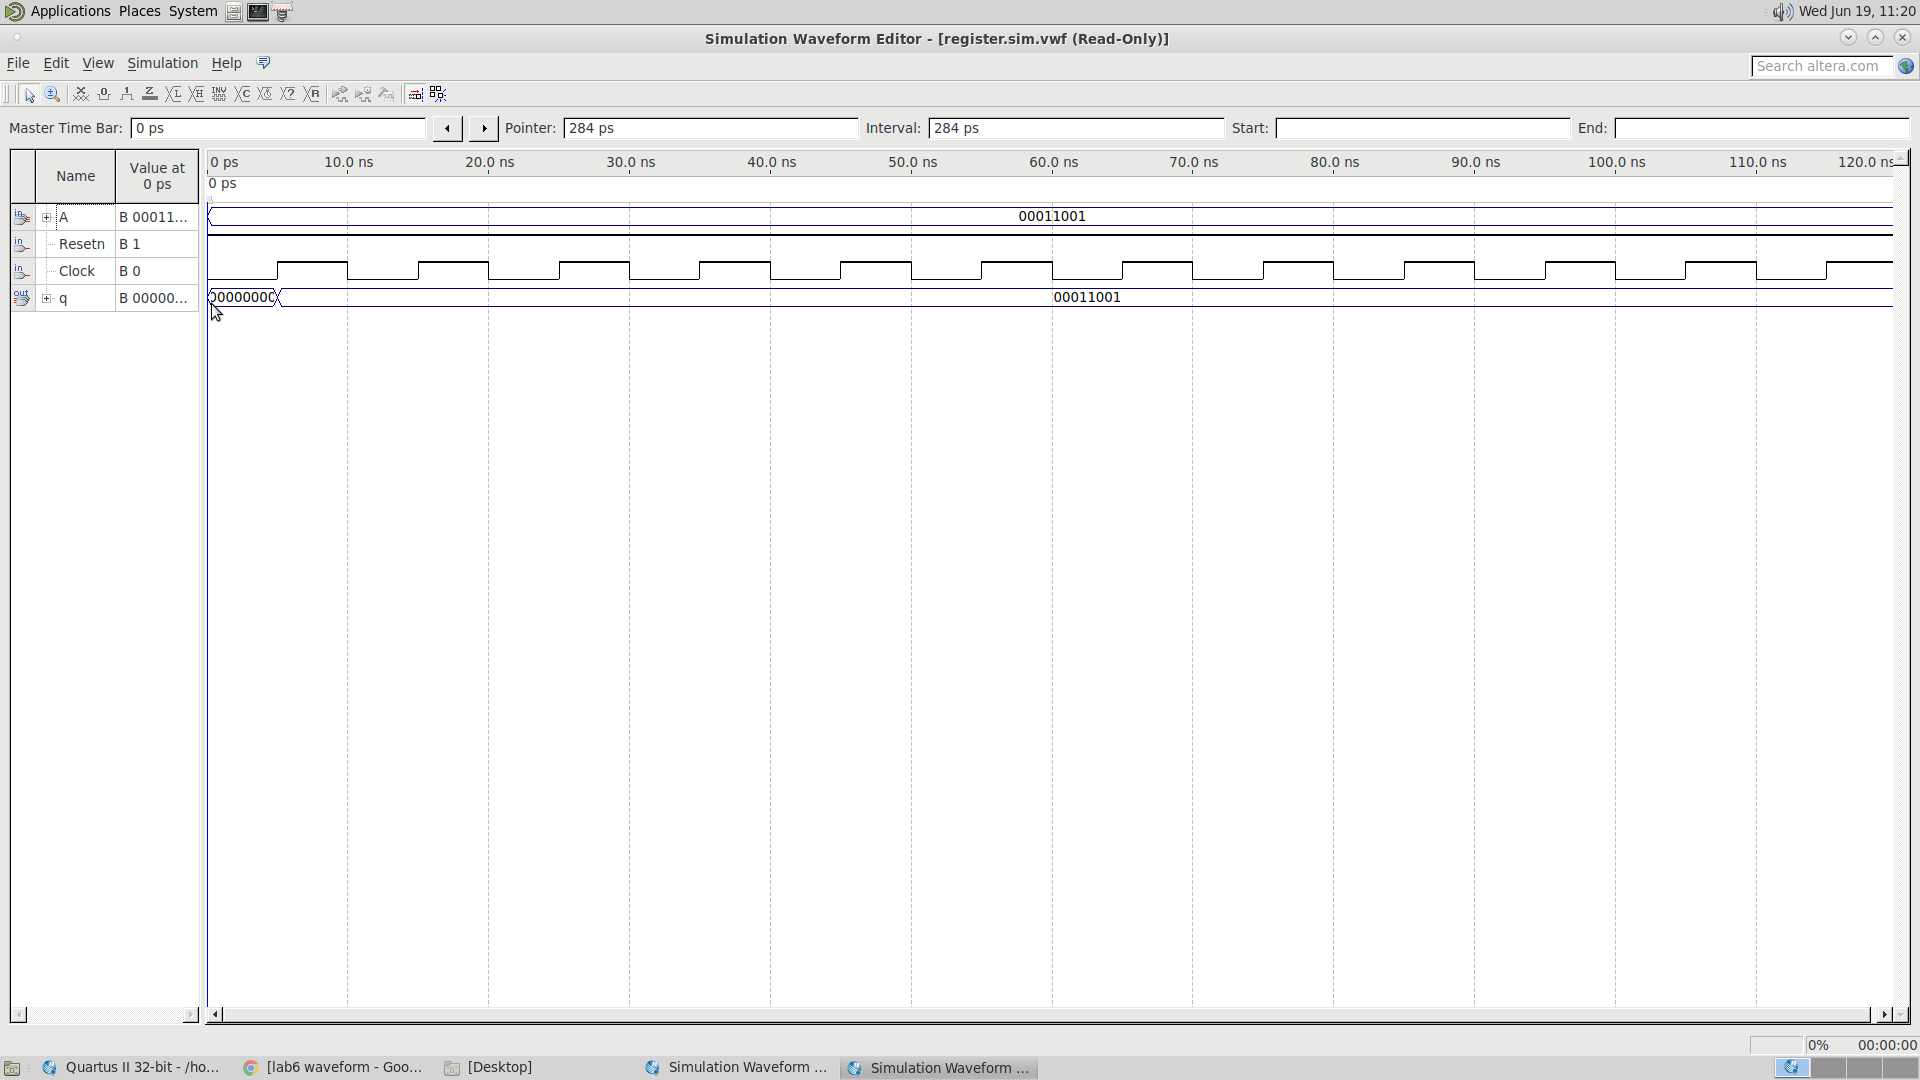 Applications Places System Wed Jun 19, 11:20
Simulation Waveform Editor - [register.sim.vwf (Read-Only)]
File Edit View Simulation Help Search altera.com
Master Time Bar: 0 ps Pointer: 284 ps Interval: 284 ps Start: End:
Name Value at 0 ps
0 ps 10.0 ns 20.0 ns 30.0 ns 40.0 ns 50.0 ns 60.0 ns 70.0 ns 80.0 ns 90.0 ns 100.0 ns 110.0 ns 120.0 ns
0 ps
A B 00011... 00011001
Resetn B 1
Clock B 0
q B 00000... 00000000 00011001
0% 00:00:00
Quartus II 32-bit - /ho... [lab6 waveform - Goo... [Desktop] Simulation Waveform ... Simulation Waveform ...